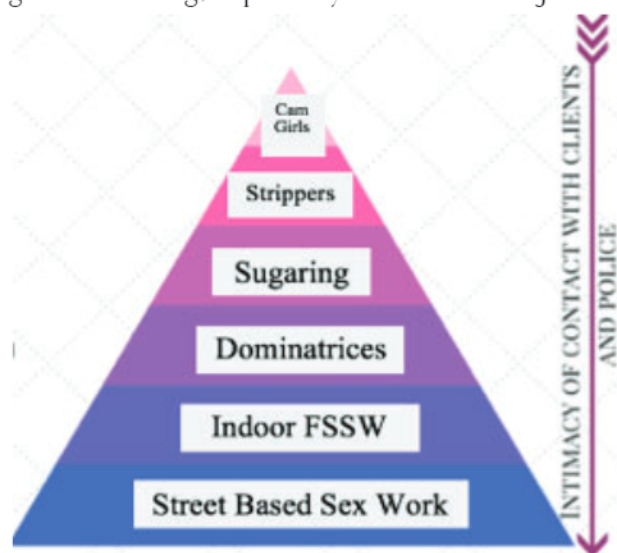 Cam
Girls
Strippers
Sugaring
Dominatrices
Indoor FSSW
Street Based Sex Work
INTIMACY OF CONTACT WITH CLIENTS
AND POLICE